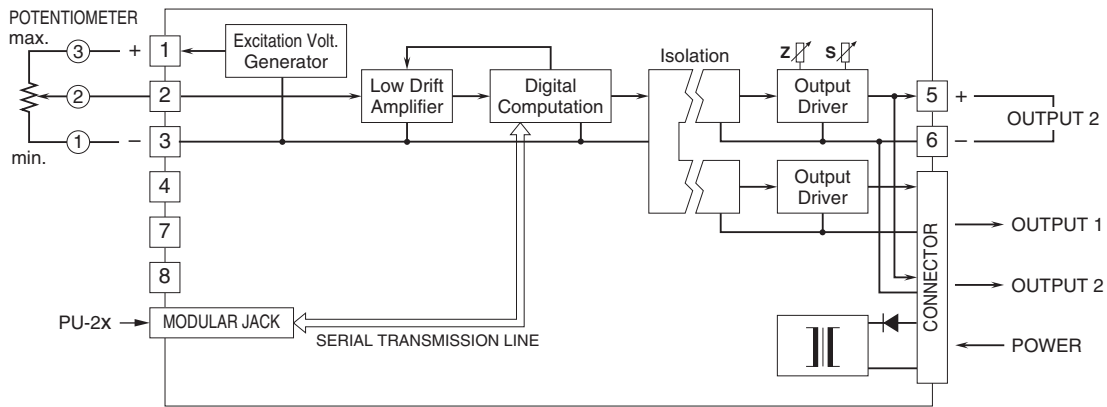 POTENTIOMETER
max.
3
+
1
Excitation Volt.
Generator
2
2
Low Drift
Amplifier
Digital
Computation
Isolation
Z
S
Output
Driver
5
+
OUTPUT 2
1
–
3
6
–
min.
4
Output
Driver
7
CONNECTOR
OUTPUT 1
8
OUTPUT 2
PU-2x
MODULAR JACK
SERIAL TRANSMISSION LINE
POWER